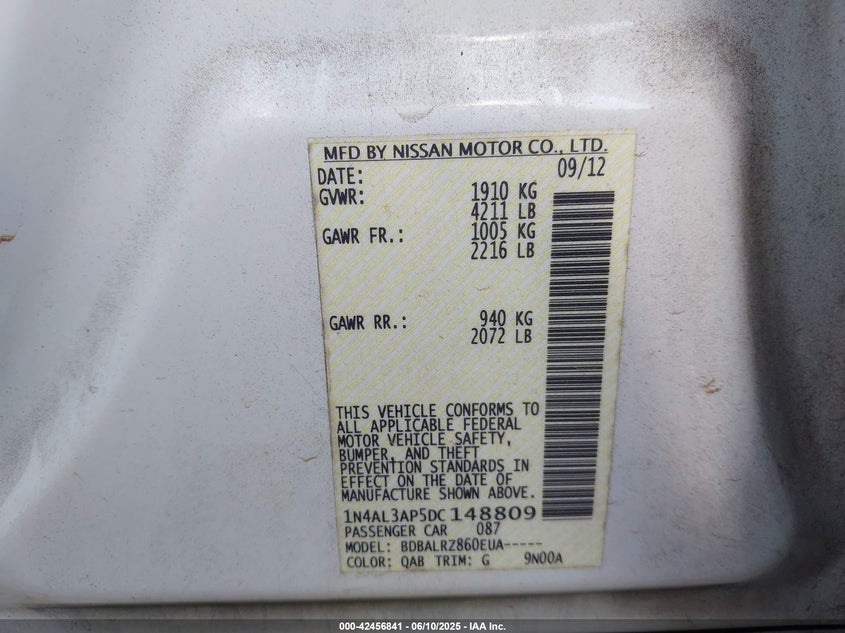 MFD BY NISSAN MOTOR CO., LTD.
DATE: 09/12
GVWR: 1910 KG
4211 LB
GAWR FR.: 1005 KG
2216 LB
GAWR RR.: 940 KG
2072 LB
THIS VEHICLE CONFORMS TO
ALL APPLICABLE FEDERAL
MOTOR VEHICLE SAFETY,
BUMPER, AND THEFT
PREVENTION STANDARDS IN
EFFECT ON THE DATE OF
MANUFACTURE SHOWN ABOVE.
1N4AL3AP5DC148809
PASSENGER CAR 087
MODEL: BDBALRZ860EUA-----
COLOR: QAB TRIM: G 9N00A
000-42456841 - 06/10/2025 - IAA Inc.